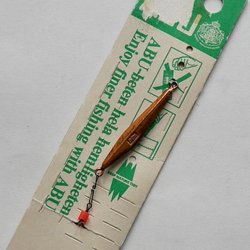 ABU-beten hela hemligheten
Enjoy finer fishing with ABU